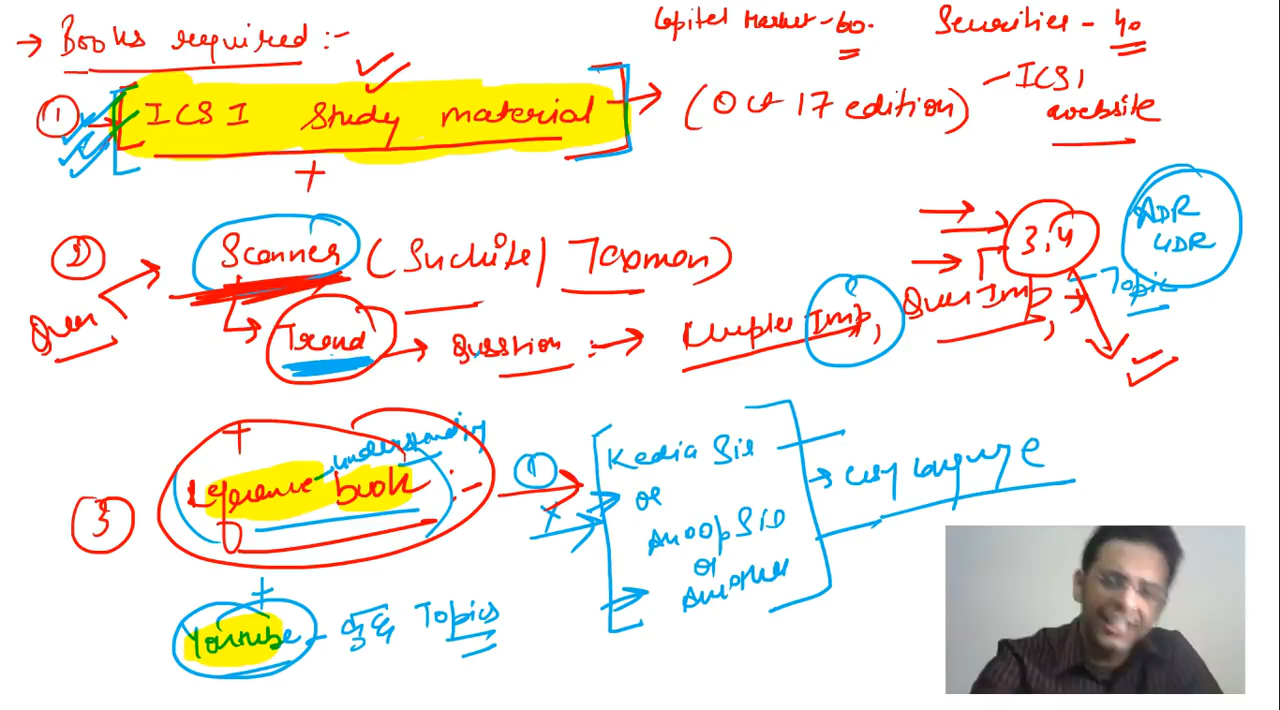 → Books required :-
Capital Market - 60. Securities - 40
① ICSI Study material → (Oct 17 edition) - ICSI website
+
② Scanner (Suchita / Taxman)
Ques
Trend → Question :- → Chapter Imp, Ques Imp, → Topic
3,4
ADR
GDR
+
③ Reference book :- understanding
① Kedia Sir
or
Anoop Sir
or
Another
→ easy language
+
Youtube - कुछ Topics